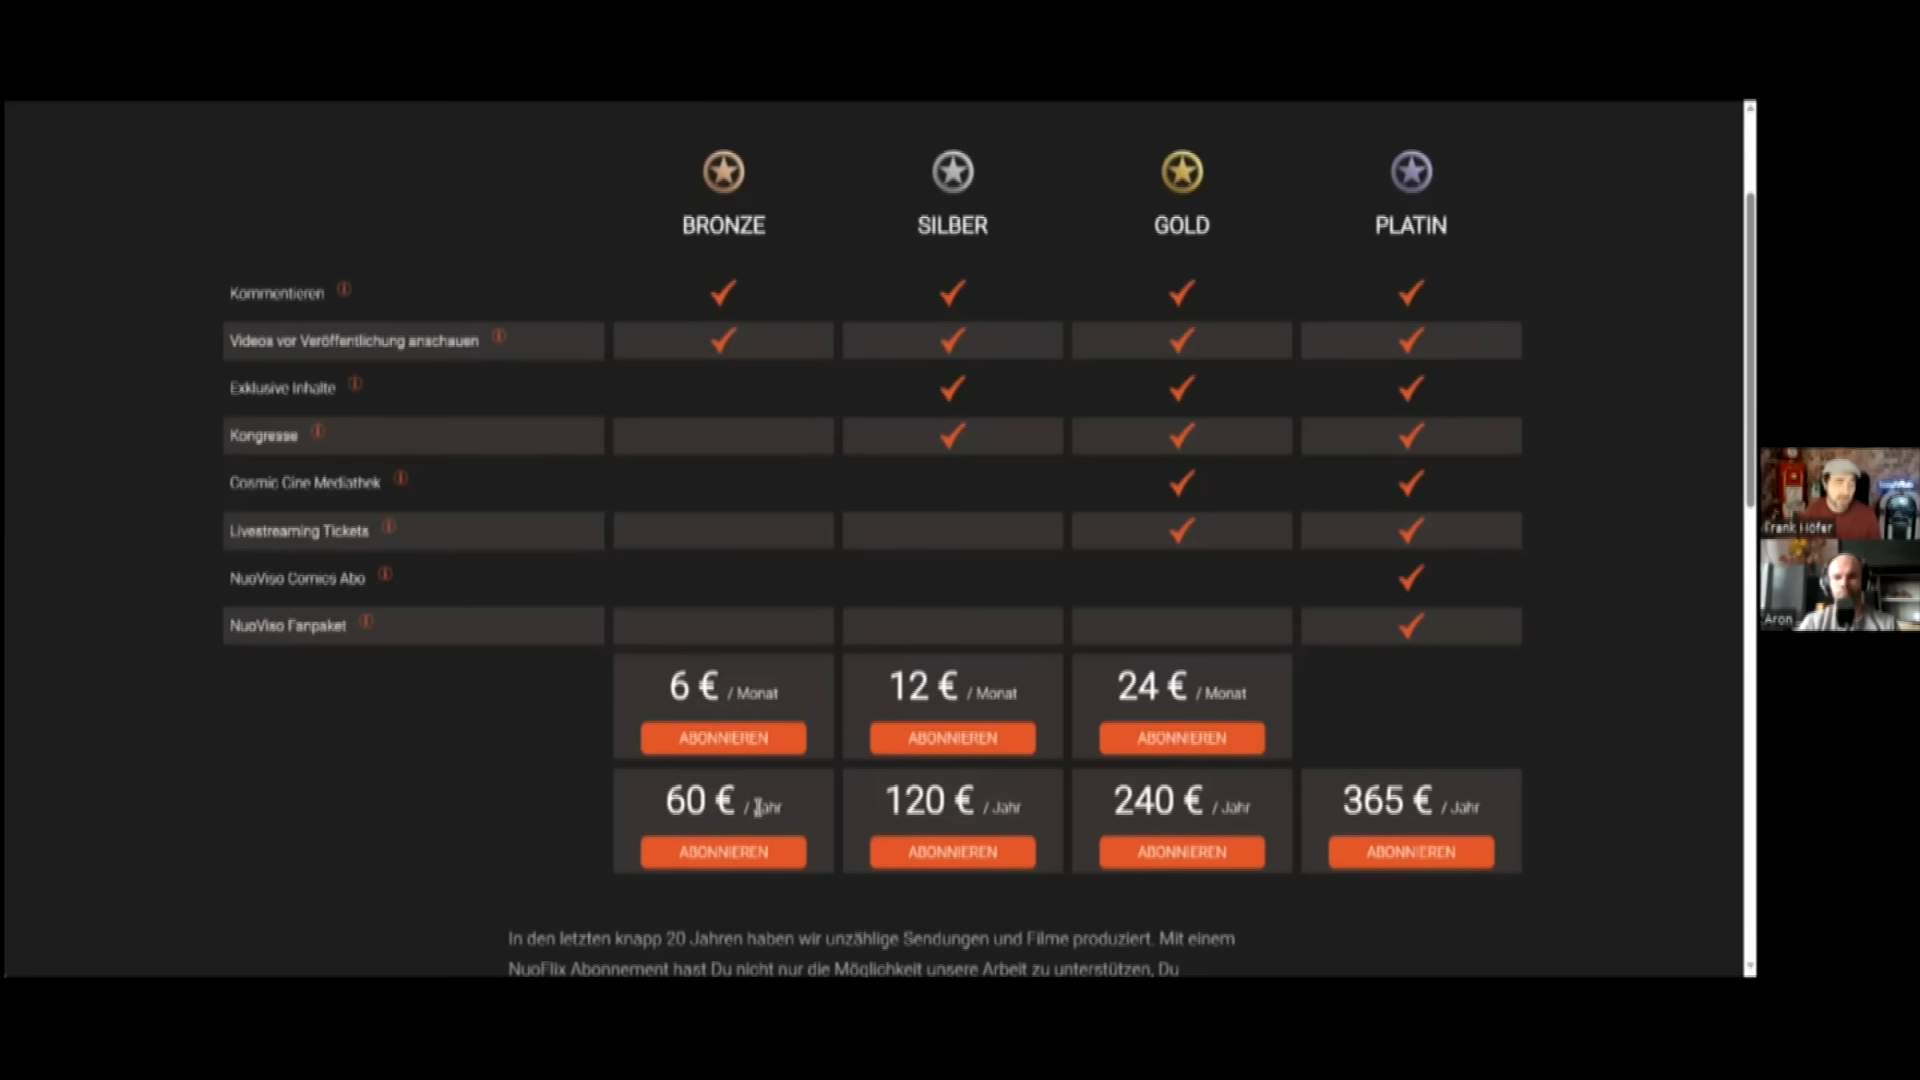 BRONZE SILBER GOLD PLATIN
Kommentieren
Videos vor Veröffentlichung anschauen
Exklusive Inhalte
Kongresse
Cosmic Cine Mediathek
Livestreaming Tickets
NuoViso Comics Abo
NuoViso Fanpaket
6 € / Monat 12 € / Monat 24 € / Monat
ABONNIEREN ABONNIEREN ABONNIEREN
60 € / Jahr 120 € / Jahr 240 € / Jahr 365 € / Jahr
ABONNIEREN ABONNIEREN ABONNIEREN ABONNIEREN
In den letzten knapp 20 Jahren haben wir unzählige Sendungen und Filme produziert. Mit einem
NuoFlix Abonnement hast Du nicht nur die Möglichkeit unsere Arbeit zu unterstützen, Du
Frank Höfer
Aron